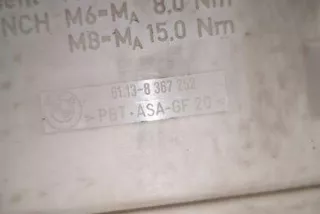 NCH M6=MA 8.0 Nm
M8=MA 15.0 Nm
61.13-8 367 252
>PBT-ASA-GF 20<